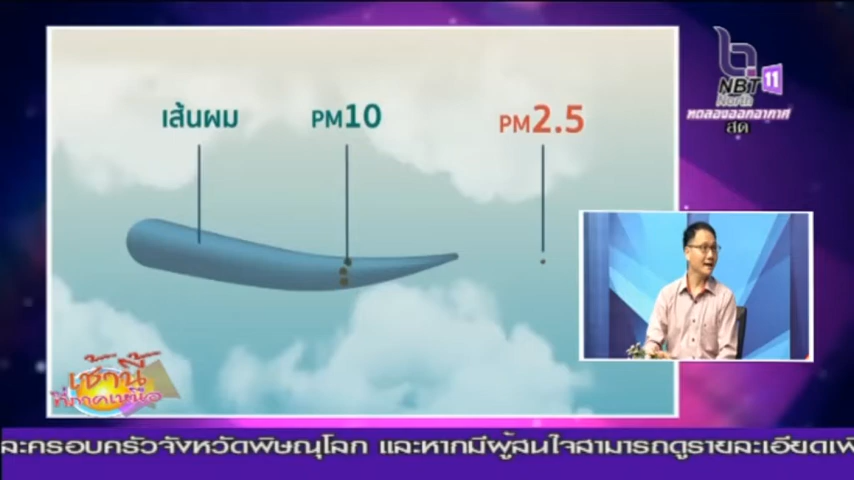 เส้นผม
PM10
PM2.5
NBT 11
North
ทดลองออกอากาศ
สด
เช้านี้
ที่ภาคเหนือ
ละครอบครัวจังหวัดพิษณุโลก และหากมีผู้สนใจสามารถดูรายละเอียดเพิ